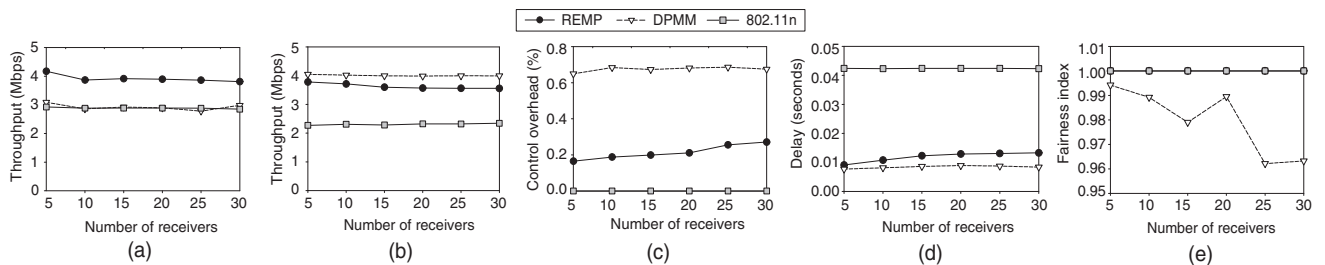 REMP DPMM 802.11n
Throughput (Mbps)
5
4
3
2
1
0
5 10 15 20 25 30
Number of receivers
(a)
Throughput (Mbps)
5
4
3
2
1
0
5 10 15 20 25 30
Number of receivers
(b)
Control overhead (%)
0.8
0.6
0.4
0.2
0.0
5 10 15 20 25 30
Number of receivers
(c)
Delay (seconds)
0.05
0.04
0.03
0.02
0.01
0.00
5 10 15 20 25 30
Number of receivers
(d)
Fairness index
1.01
1.00
0.99
0.98
0.97
0.96
0.95
5 10 15 20 25 30
Number of receivers
(e)